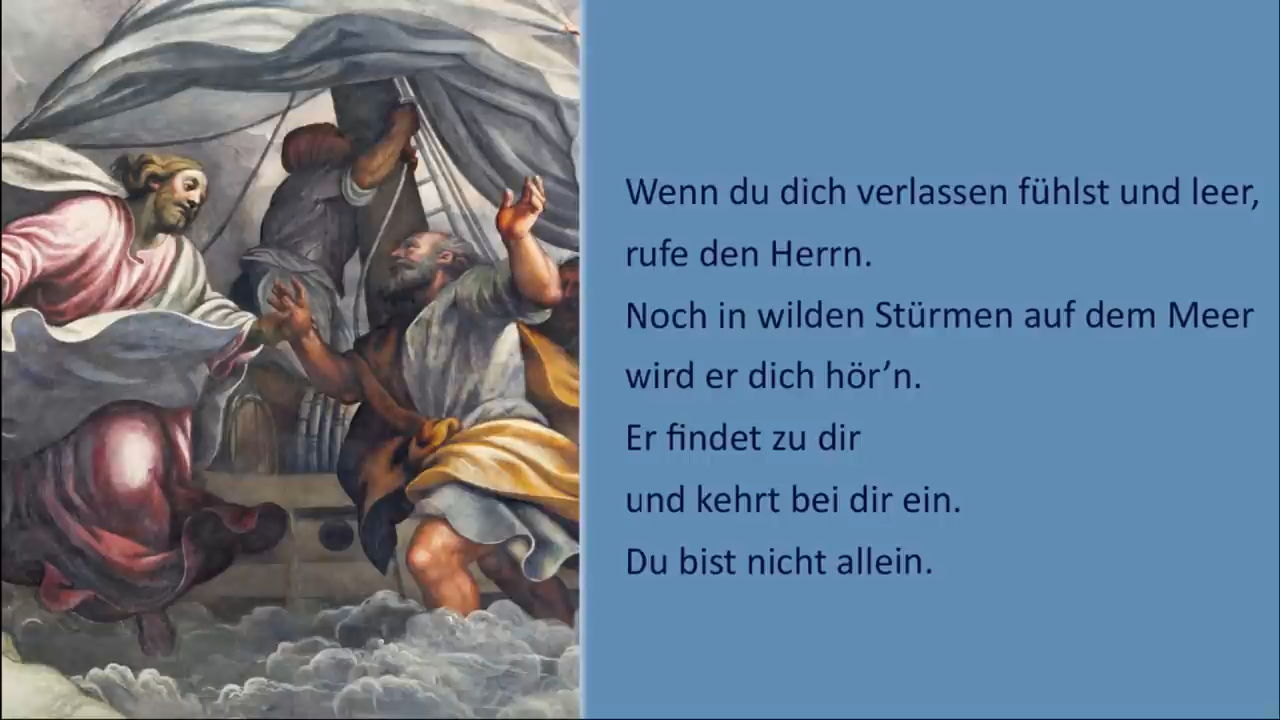 Wenn du dich verlassen fühlst und leer,
rufe den Herrn.
Noch in wilden Stürmen auf dem Meer
wird er dich hör’n.
Er findet zu dir
und kehrt bei dir ein.
Du bist nicht allein.